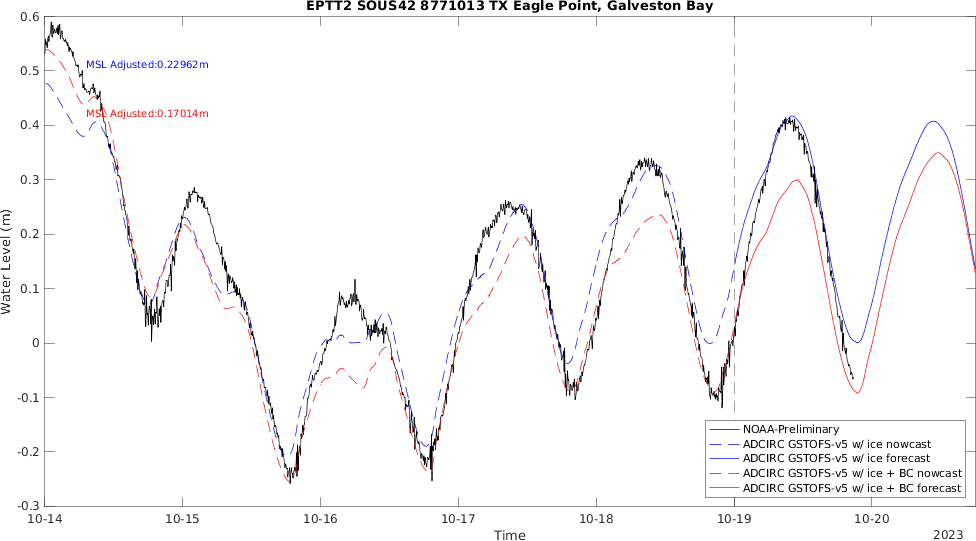 EPTT2 SOUS42 8771013 TX Eagle Point, Galveston Bay
0.6
0.5
0.4
0.3
0.2
0.1
0
-0.1
-0.2
-0.3
Water Level (m)
MSL Adjusted:0.22962m
MSL Adjusted:0.17014m
NOAA-Preliminary
ADCIRC GSTOFS-v5 w/ ice nowcast
ADCIRC GSTOFS-v5 w/ ice forecast
ADCIRC GSTOFS-v5 w/ ice + BC nowcast
ADCIRC GSTOFS-v5 w/ ice + BC forecast
10-14 10-15 10-16 10-17 10-18 10-19 10-20
Time
2023